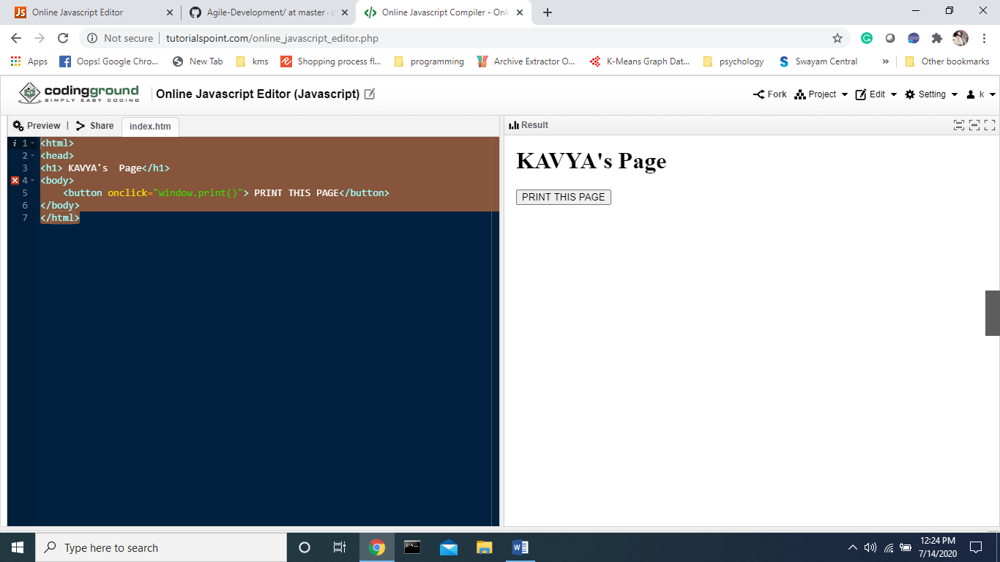 Online Javascript Editor
Agile-Development/ at master · c
Online Javascript Compiler - Onli
Not secure | tutorialspoint.com/online_javascript_editor.php
Apps Oops! Google Chro... New Tab kms Shopping process fl... programming Archive Extractor O... K-Means Graph Dat... psychology Swayam Central » Other bookmarks
codingground
SIMPLY EASY CODING
Online Javascript Editor (Javascript)
Fork Project Edit Setting k
Preview | Share index.htm
Result
1 <html>
2 <head>
3 <h1> KAVYA's  Page</h1>
4 <body>
5     <button onclick="window.print()"> PRINT THIS PAGE</button>
6 </body>
7 </html>
KAVYA's Page
PRINT THIS PAGE
Type here to search
12:24 PM
7/14/2020